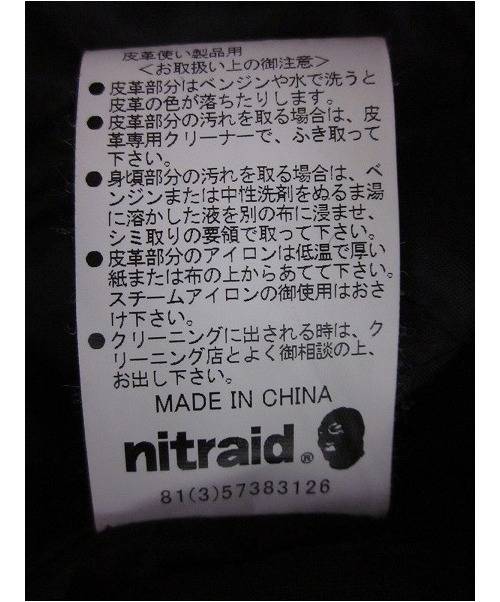 皮革使い製品用
＜お取扱い上の御注意＞
●皮革部分はベンジンや水で洗うと
皮革の色が落ちたりします。
●皮革部分の汚れを取る場合は、皮
革専用クリーナーで、ふき取って
下さい。
●身頃部分の汚れを取る場合は、ベ
ンジンまたは中性洗剤をぬるま湯
に溶かした液を別の布に浸ませ、
シミ取りの要領で取って下さい。
●皮革部分のアイロンは低温で厚い
紙または布の上からあてて下さい。
スチームアイロンの御使用はおさ
け下さい。
●クリーニングに出される時は、ク
リーニング店とよく御相談の上、
お出し下さい。
MADE IN CHINA
nitraid®
81(3)57383126